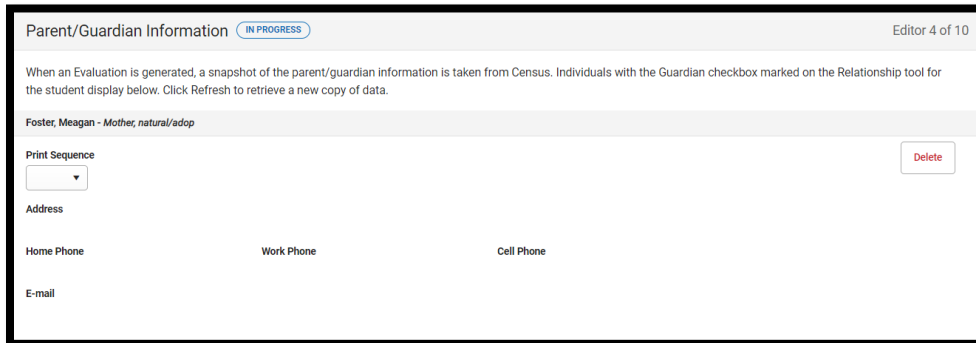 Parent/Guardian Information IN PROGRESS Editor 4 of 10
When an Evaluation is generated, a snapshot of the parent/guardian information is taken from Census. Individuals with the Guardian checkbox marked on the Relationship tool for
the student display below. Click Refresh to retrieve a new copy of data.
Foster, Meagan - Mother, natural/adop
Print Sequence
Delete
Address
Home Phone Work Phone Cell Phone
E-mail